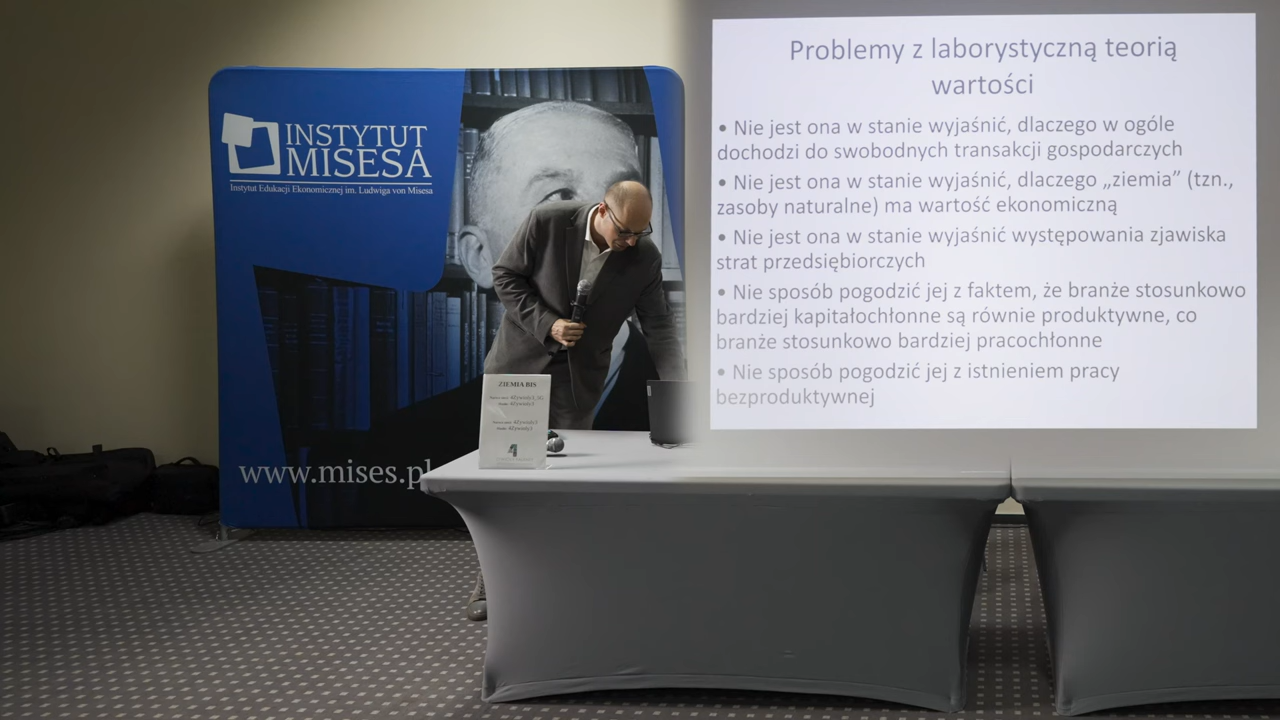 INSTYTUT
MISESA
Instytut Edukacji Ekonomicznej im. Ludwiga von Misesa
www.mises.pl
ZIEMIA BIS
Problemy z laborystyczną teorią
wartości
• Nie jest ona w stanie wyjaśnić, dlaczego w ogóle
dochodzi do swobodnych transakcji gospodarczych
• Nie jest ona w stanie wyjaśnić, dlaczego „ziemia” (tzn.,
zasoby naturalne) ma wartość ekonomiczną
• Nie jest ona w stanie wyjaśnić występowania zjawiska
strat przedsiębiorczych
• Nie sposób pogodzić jej z faktem, że branże stosunkowo
bardziej kapitałochłonne są równie produktywne, co
branże stosunkowo bardziej pracochłonne
• Nie sposób pogodzić jej z istnieniem pracy
bezproduktywnej